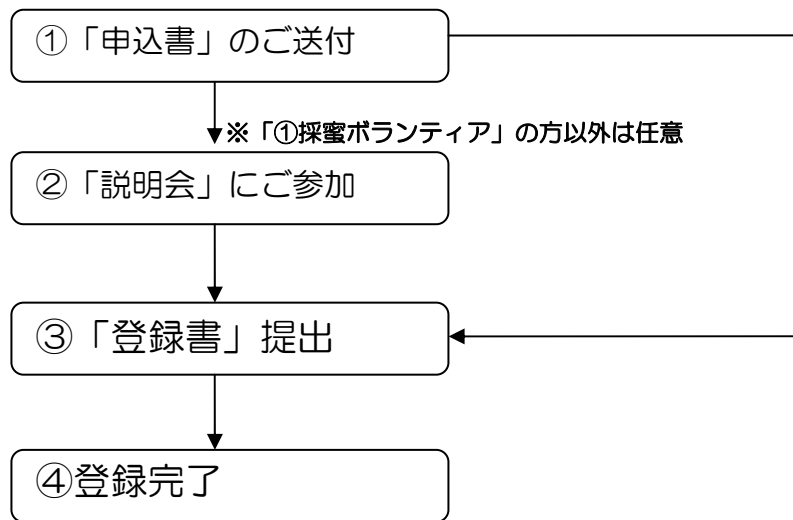 ①「申込書」のご送付
※「①採蜜ボランティア」の方以外は任意
②「説明会」にご参加
③「登録書」提出
④登録完了